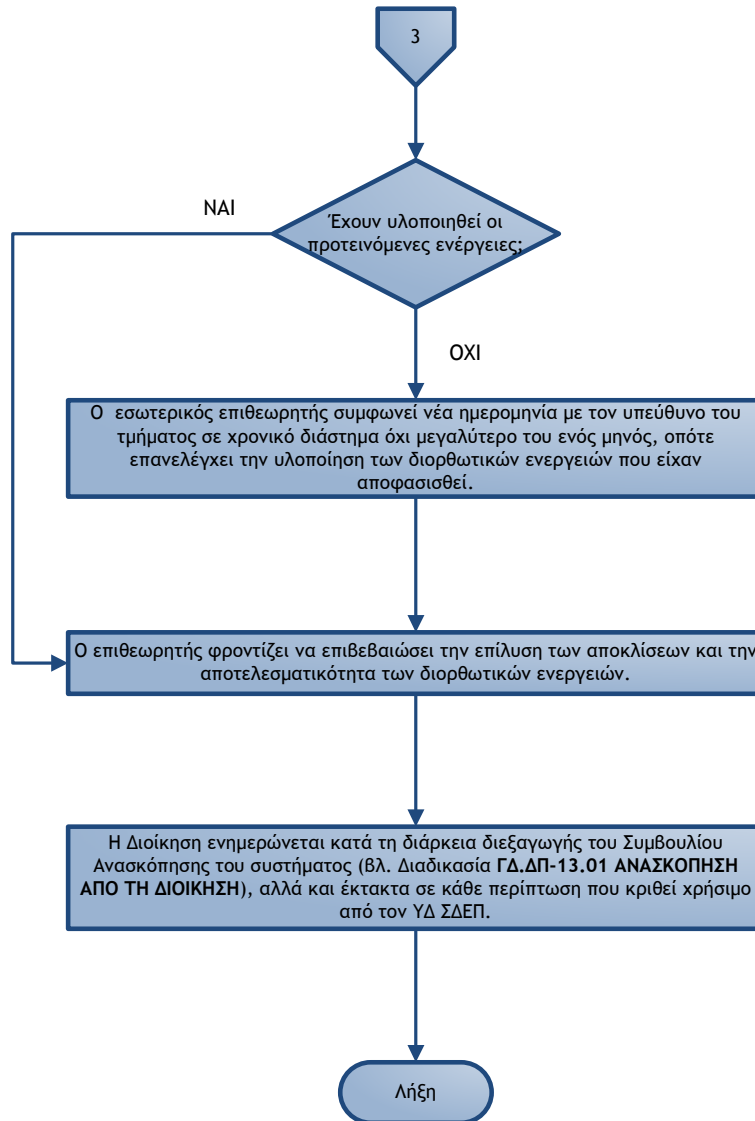 3
ΝΑΙ
Έχουν υλοποιηθεί οι
προτεινόμενες ενέργειες;
ΟΧΙ
Ο  εσωτερικός επιθεωρητής συμφωνεί νέα ημερομηνία με τον υπεύθυνο του
τμήματος σε χρονικό διάστημα όχι μεγαλύτερο του ενός μηνός, οπότε
επανελέγχει την υλοποίηση των διορθωτικών ενεργειών που είχαν
αποφασισθεί.
Ο επιθεωρητής φροντίζει να επιβεβαιώσει την επίλυση των αποκλίσεων και την
αποτελεσματικότητα των διορθωτικών ενεργειών.
Η Διοίκηση ενημερώνεται κατά τη διάρκεια διεξαγωγής του Συμβουλίου
Ανασκόπησης του συστήματος (βλ. Διαδικασία ΓΔ.ΔΠ-13.01 ΑΝΑΣΚΟΠΗΣΗ
ΑΠΟ ΤΗ ΔΙΟΙΚΗΣΗ), αλλά και έκτακτα σε κάθε περίπτωση που κριθεί χρήσιμο
από τον ΥΔ ΣΔΕΠ.
Λήξη